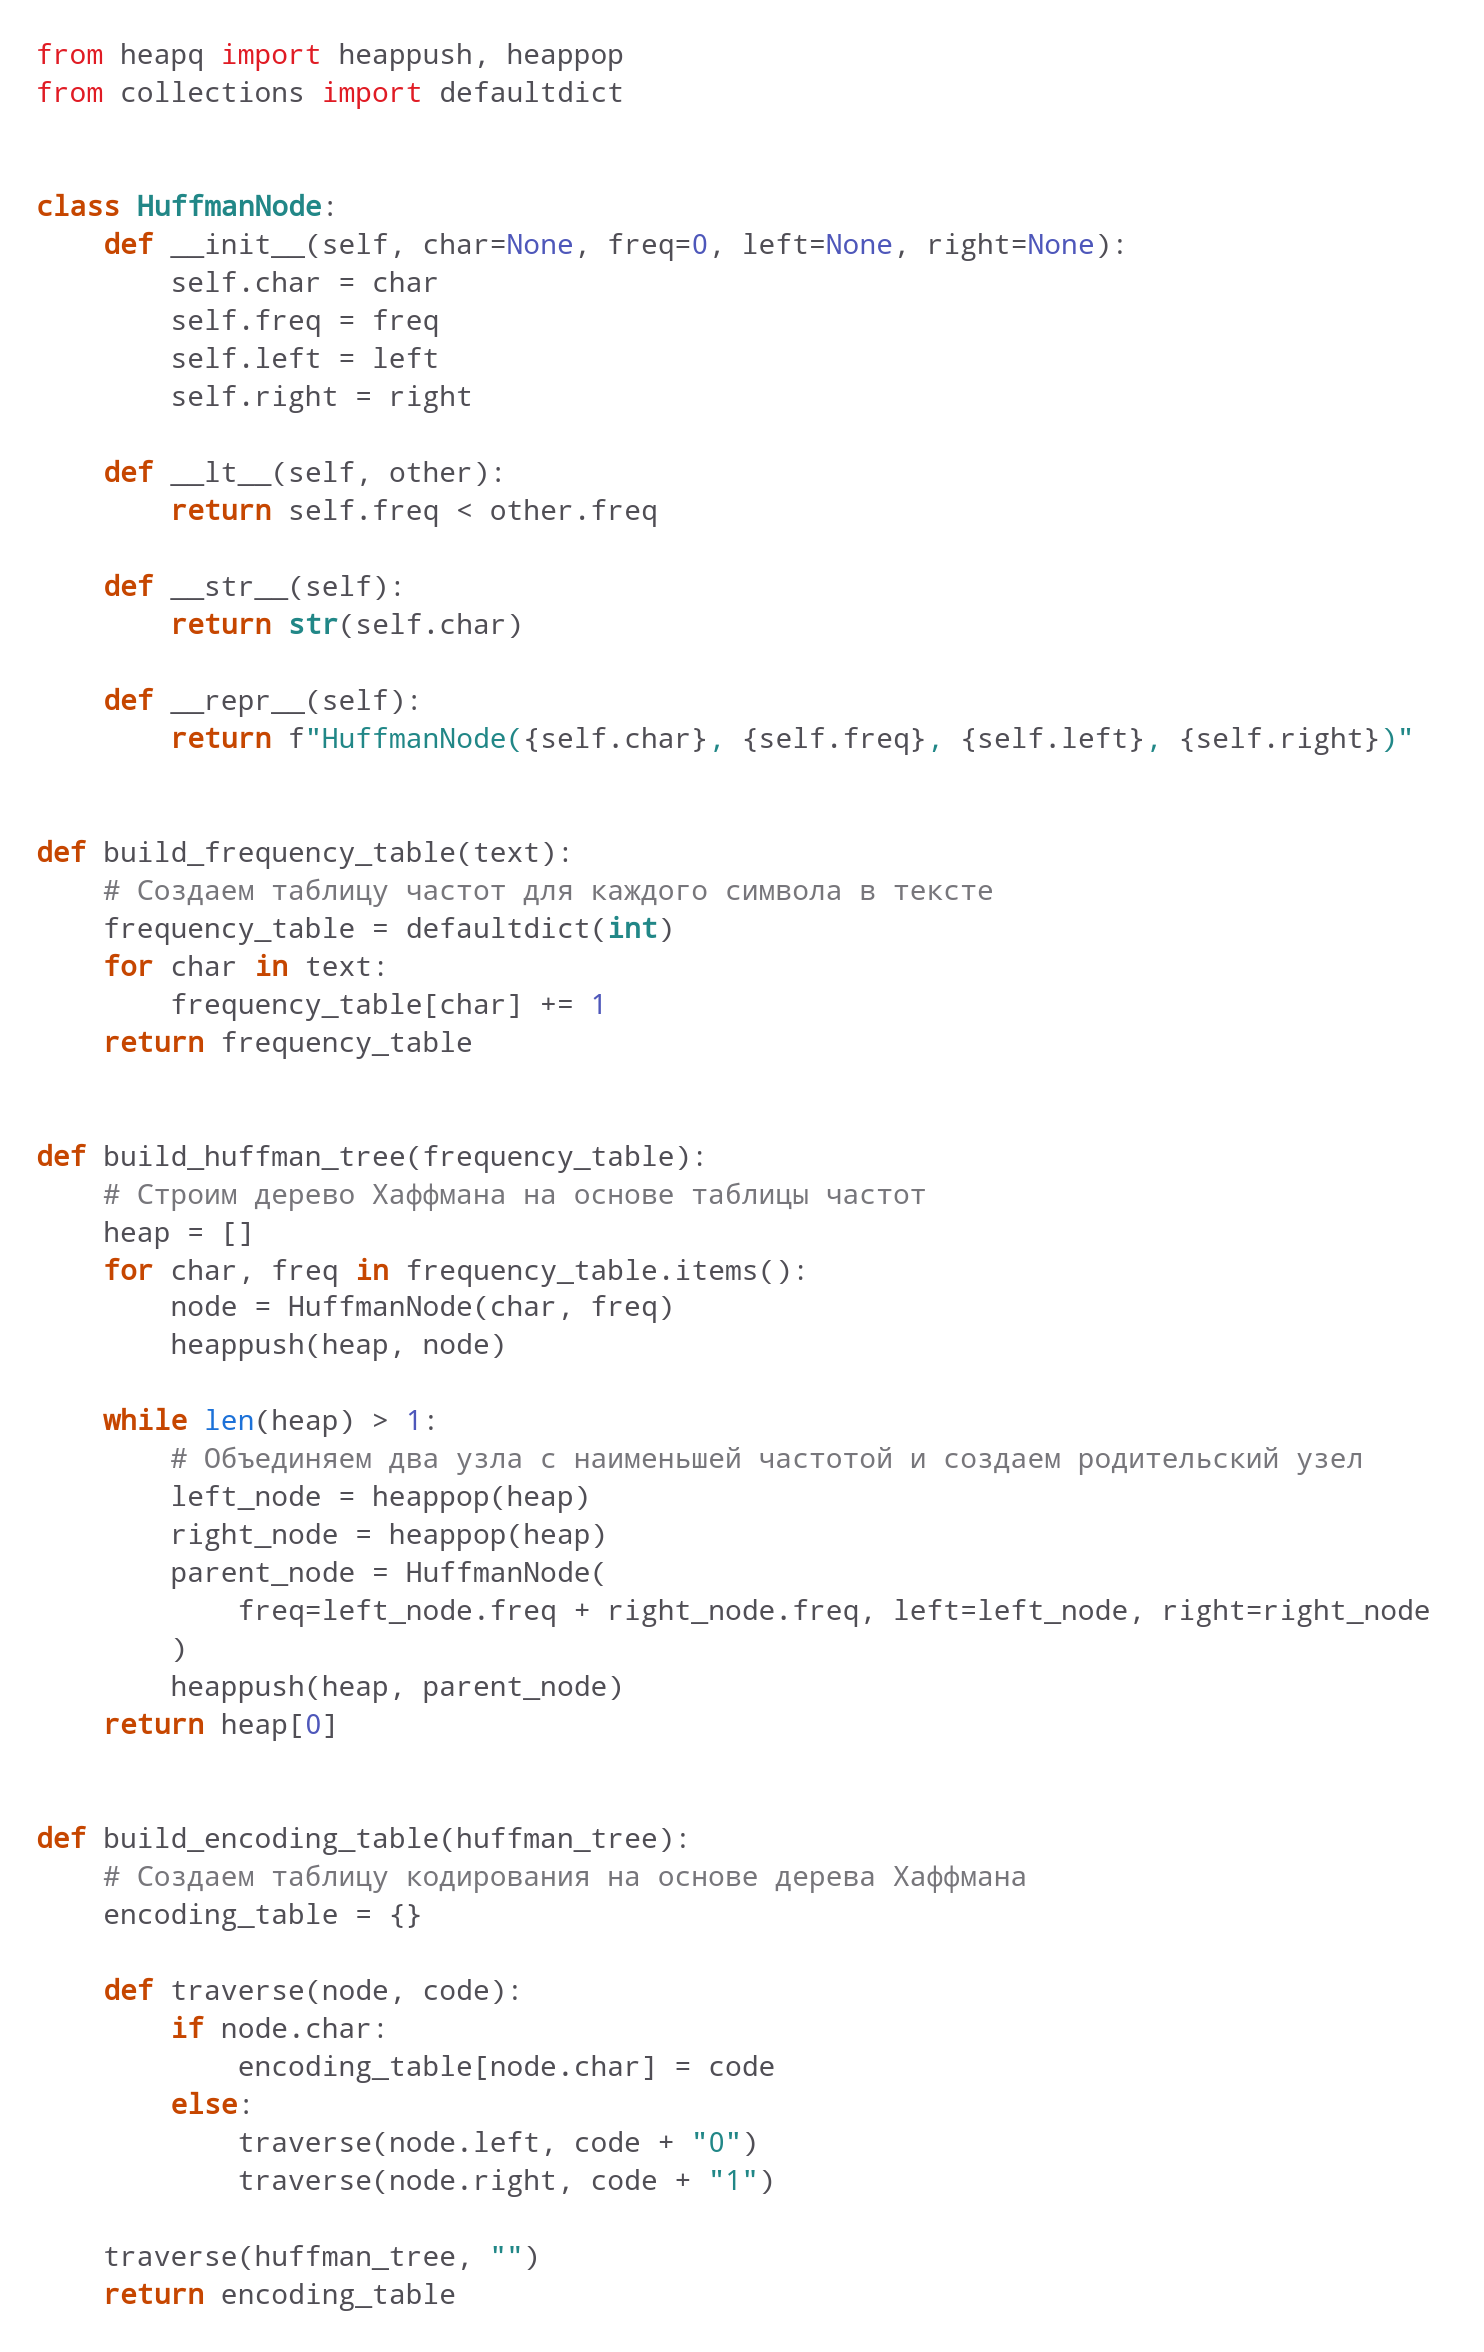 from heapq import heappush, heappop
from collections import defaultdict


class HuffmanNode:
    def __init__(self, char=None, freq=0, left=None, right=None):
        self.char = char
        self.freq = freq
        self.left = left
        self.right = right

    def __lt__(self, other):
        return self.freq < other.freq

    def __str__(self):
        return str(self.char)

    def __repr__(self):
        return f"HuffmanNode({self.char}, {self.freq}, {self.left}, {self.right})"


def build_frequency_table(text):
    # Создаем таблицу частот для каждого символа в тексте
    frequency_table = defaultdict(int)
    for char in text:
        frequency_table[char] += 1
    return frequency_table


def build_huffman_tree(frequency_table):
    # Строим дерево Хаффмана на основе таблицы частот
    heap = []
    for char, freq in frequency_table.items():
        node = HuffmanNode(char, freq)
        heappush(heap, node)

    while len(heap) > 1:
        # Объединяем два узла с наименьшей частотой и создаем родительский узел
        left_node = heappop(heap)
        right_node = heappop(heap)
        parent_node = HuffmanNode(
            freq=left_node.freq + right_node.freq, left=left_node, right=right_node
        )
        heappush(heap, parent_node)
    return heap[0]


def build_encoding_table(huffman_tree):
    # Создаем таблицу кодирования на основе дерева Хаффмана
    encoding_table = {}

    def traverse(node, code):
        if node.char:
            encoding_table[node.char] = code
        else:
            traverse(node.left, code + "0")
            traverse(node.right, code + "1")

    traverse(huffman_tree, "")
    return encoding_table